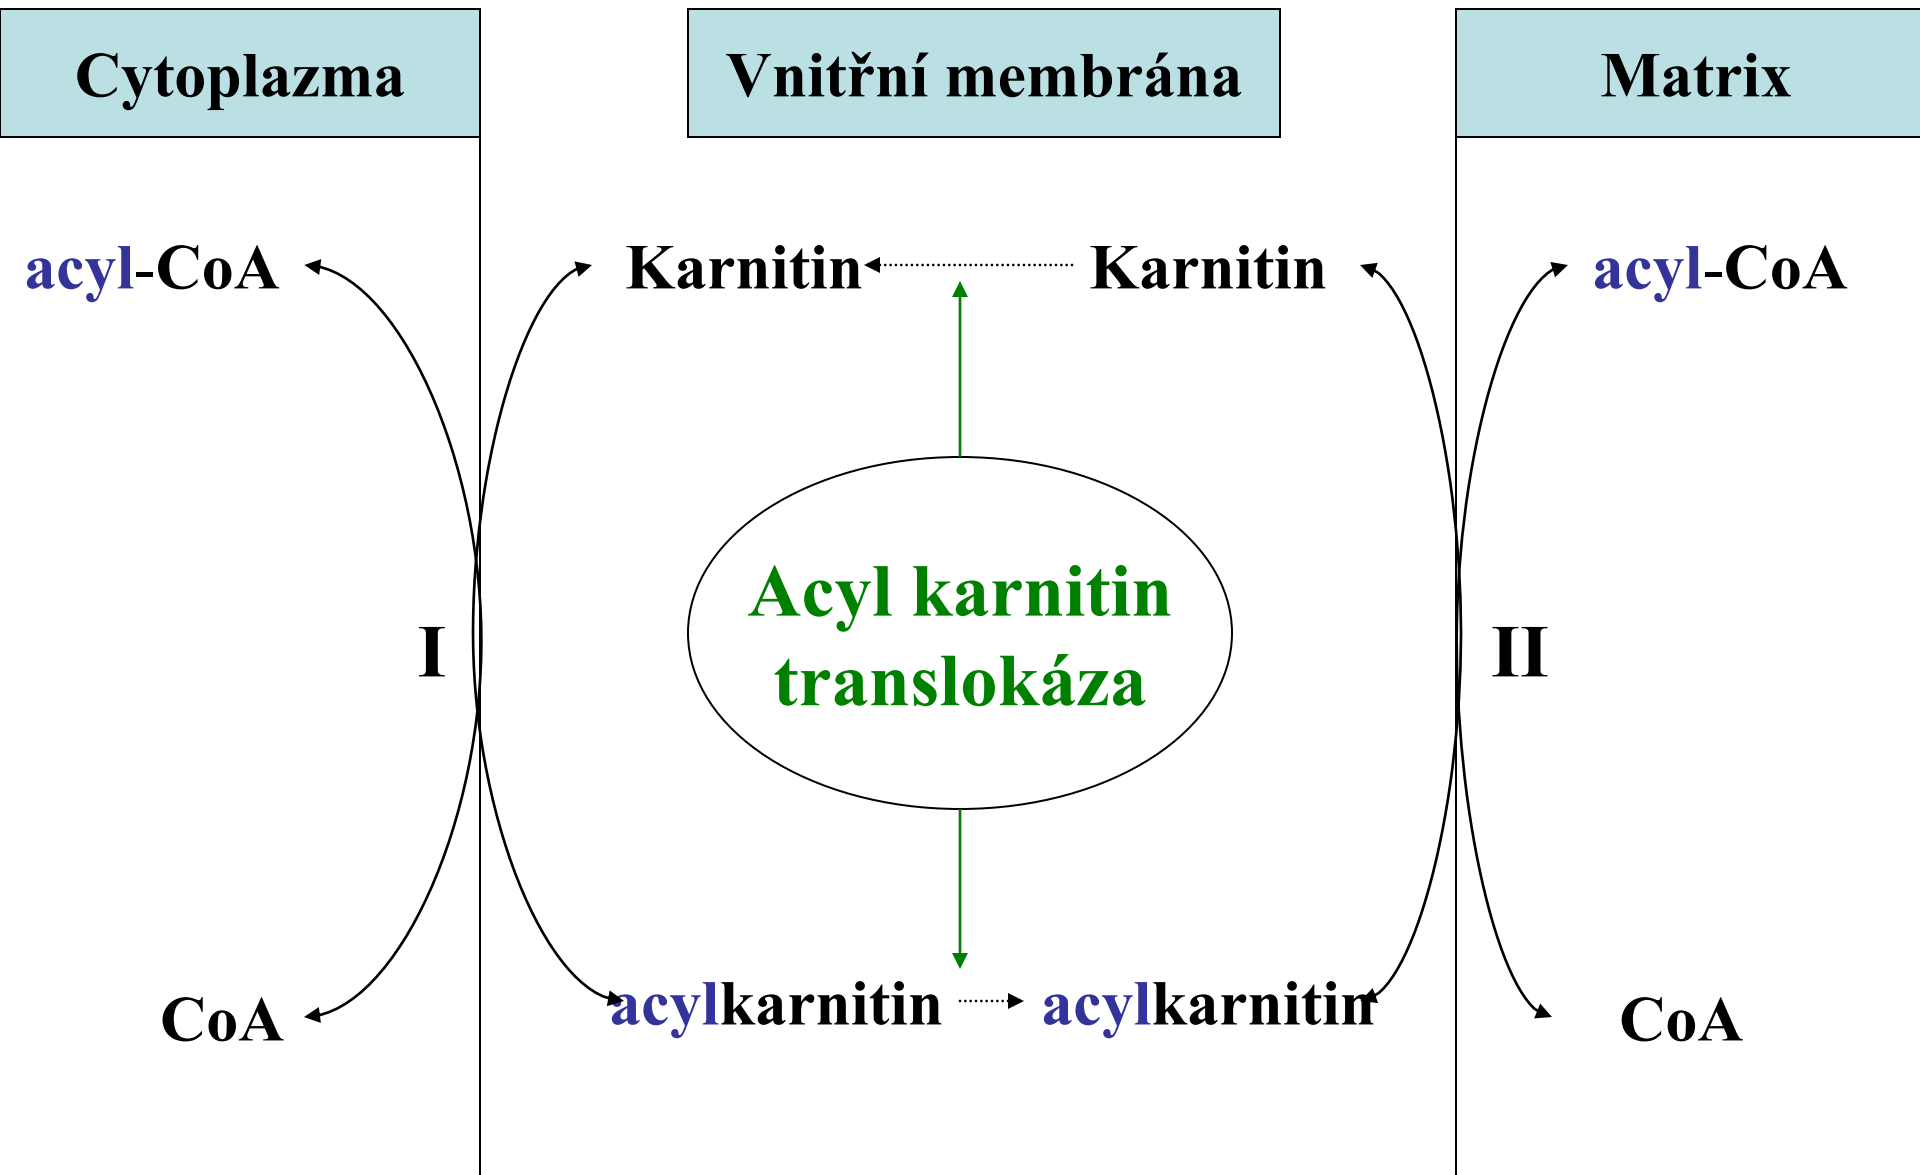 Cytoplazma
Vnitřní membrána
Matrix
acyl-CoA
Karnitin
Karnitin
acyl-CoA
Acyl karnitin
translokáza
I
II
acylkarnitin
acylkarnitin
CoA
CoA